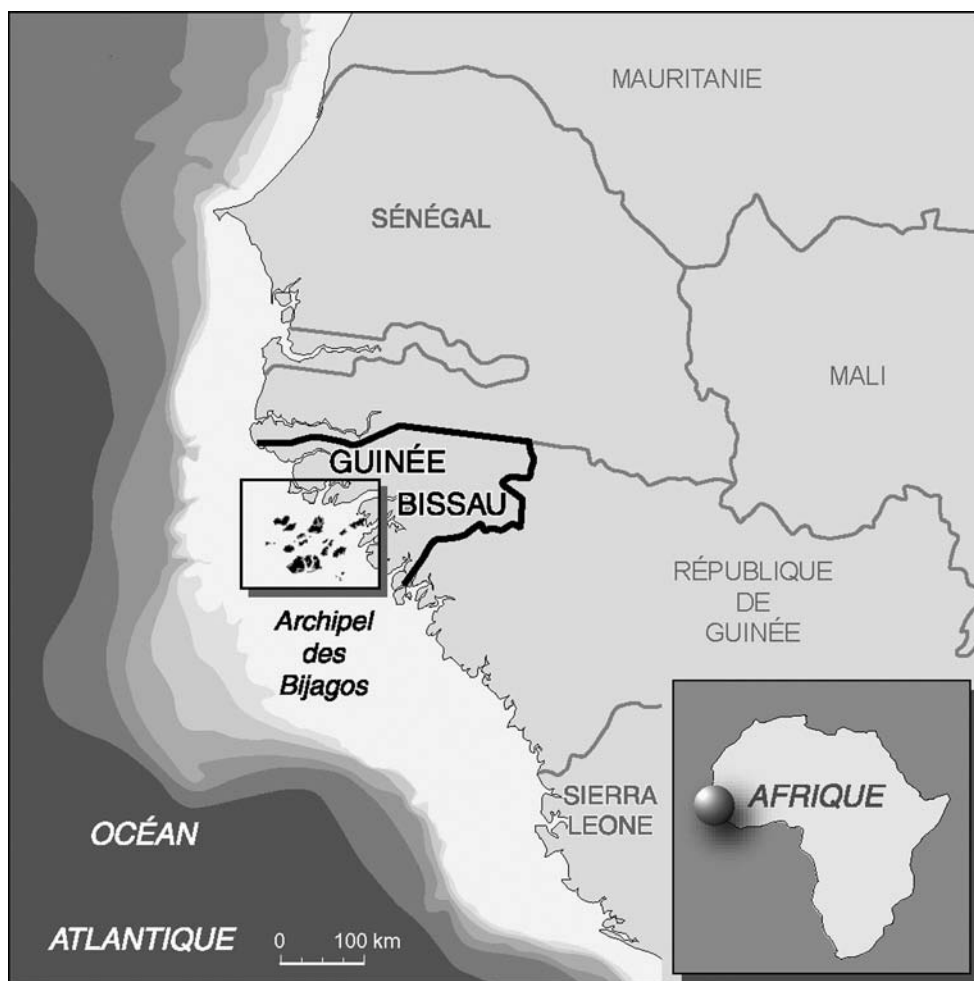 MAURITANIE
SÉNÉGAL
MALI
GUINÉE
BISSAU
RÉPUBLIQUE
DE
GUINÉE
Archipel
des
Bijagos
SIERRA
LEONE
AFRIQUE
OCÉAN
ATLANTIQUE
0 100 km